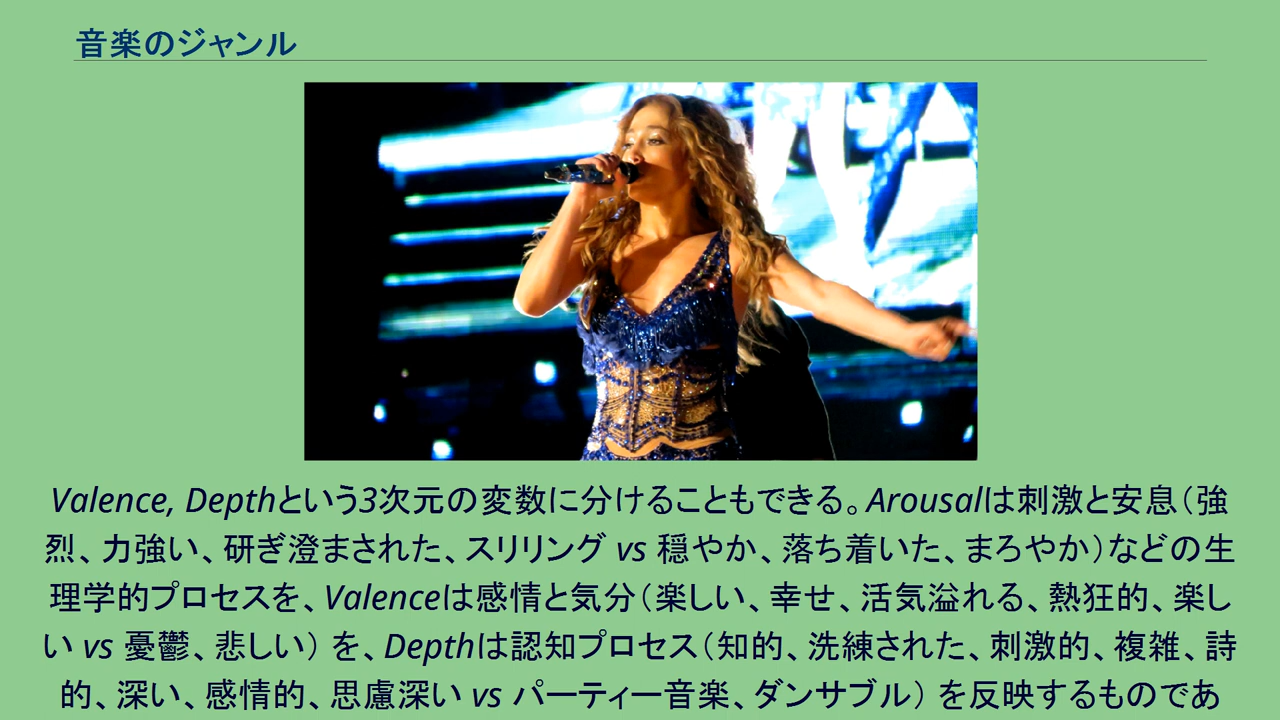 音楽のジャンル
Valence, Depthという3次元の変数に分けることもできる。Arousalは刺激と安息（強
烈、力強い、研ぎ澄まされた、スリリング vs 穏やか、落ち着いた、まろやか）などの生
理学的プロセスを、Valenceは感情と気分（楽しい、幸せ、活気溢れる、熱狂的、楽し
い vs 憂鬱、悲しい） を、Depthは認知プロセス（知的、洗練された、刺激的、複雑、詩
的、深い、感情的、思慮深い vs パーティー音楽、ダンサブル） を反映するものであ